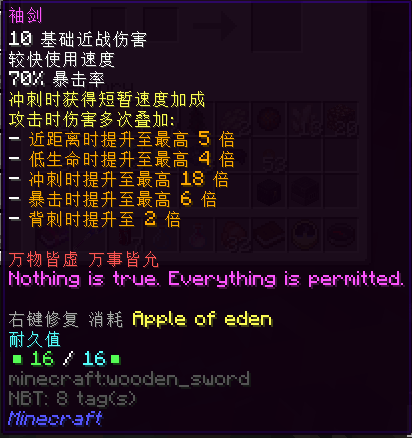 袖剑
10 基础近战伤害
较快使用速度
70% 暴击率
冲刺时获得短暂速度加成
攻击时伤害多次叠加:
- 近距离时提升至最高 5 倍
- 低生命时提升至最高 4 倍
- 冲刺时提升至最高 18 倍
- 暴击时提升至最高 6 倍
- 背刺时提升至 2 倍
万物皆虚 万事皆允
Nothing is true. Everything is permitted.
右键修复 消耗 Apple of eden
耐久值
▪ 16 / 16 ▪
minecraft:wooden_sword
NBT: 8 tag(s)
Minecraft